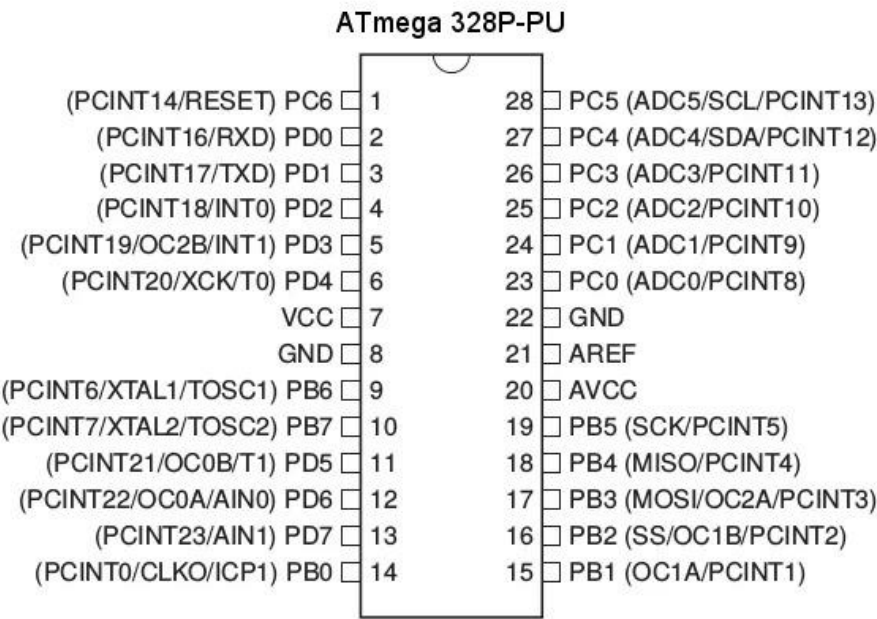 ATmega 328P-PU
(PCINT14/RESET) PC6 1 28 PC5 (ADC5/SCL/PCINT13)
(PCINT16/RXD) PD0 2 27 PC4 (ADC4/SDA/PCINT12)
(PCINT17/TXD) PD1 3 26 PC3 (ADC3/PCINT11)
(PCINT18/INT0) PD2 4 25 PC2 (ADC2/PCINT10)
(PCINT19/OC2B/INT1) PD3 5 24 PC1 (ADC1/PCINT9)
(PCINT20/XCK/T0) PD4 6 23 PC0 (ADC0/PCINT8)
VCC 7 22 GND
GND 8 21 AREF
(PCINT6/XTAL1/TOSC1) PB6 9 20 AVCC
(PCINT7/XTAL2/TOSC2) PB7 10 19 PB5 (SCK/PCINT5)
(PCINT21/OC0B/T1) PD5 11 18 PB4 (MISO/PCINT4)
(PCINT22/OC0A/AIN0) PD6 12 17 PB3 (MOSI/OC2A/PCINT3)
(PCINT23/AIN1) PD7 13 16 PB2 (SS/OC1B/PCINT2)
(PCINT0/CLKO/ICP1) PB0 14 15 PB1 (OC1A/PCINT1)